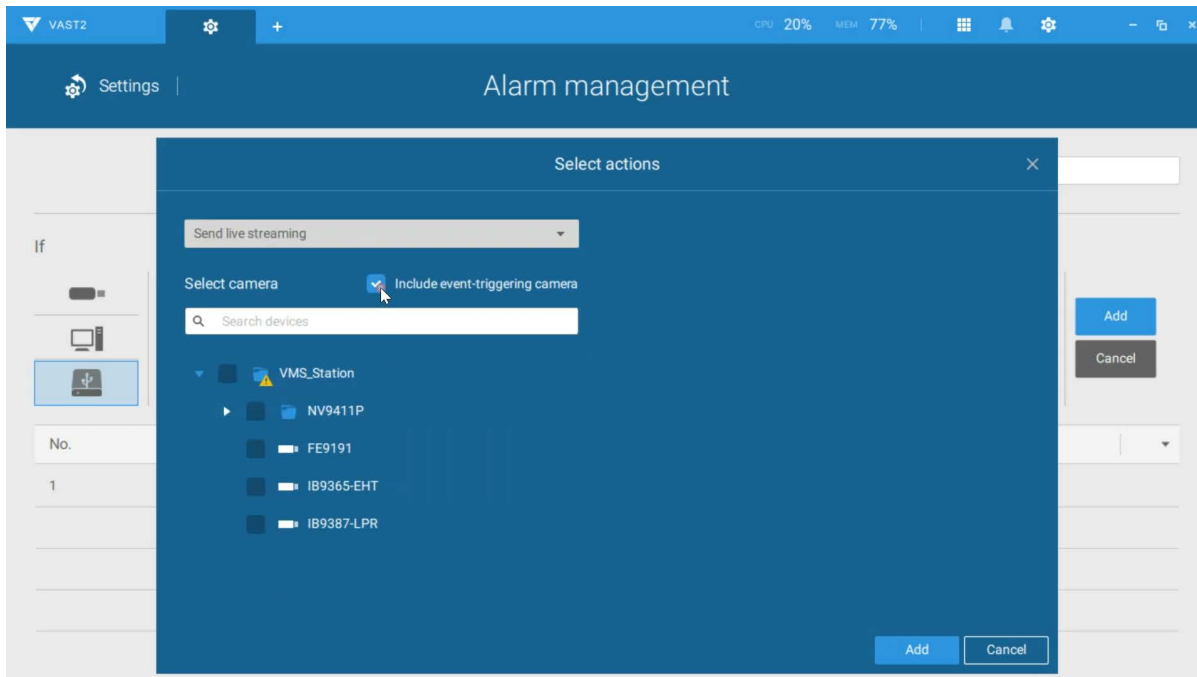 VAST2
+
CPU 20% MEM 77%
Settings
Alarm management
Select actions
If
Send live streaming
Select camera
Include event-triggering camera
Search devices
Add
Cancel
VMS_Station
NV9411P
FE9191
No.
IB9365-EHT
1
IB9387-LPR
Add
Cancel